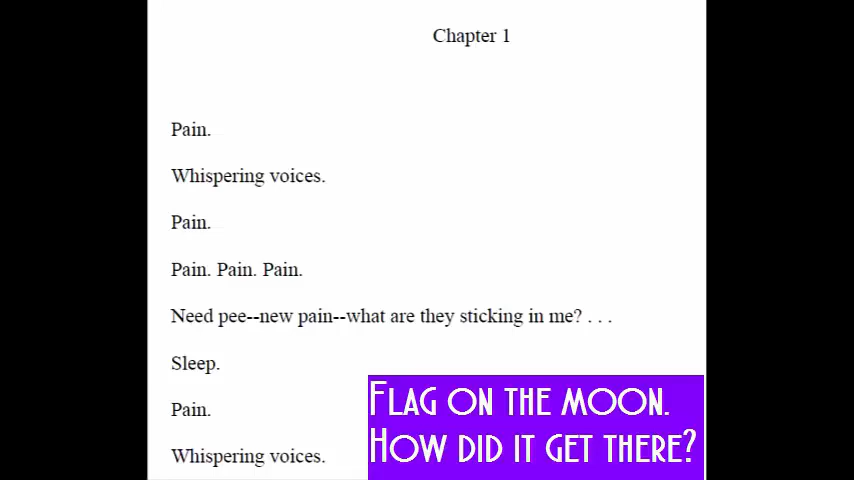 Chapter 1
Pain.
Whispering voices.
Pain.
Pain. Pain. Pain.
Need pee--new pain--what are they sticking in me? . . .
Sleep.
Pain.
Whispering voices.
Flag on the moon.
How did it get there?